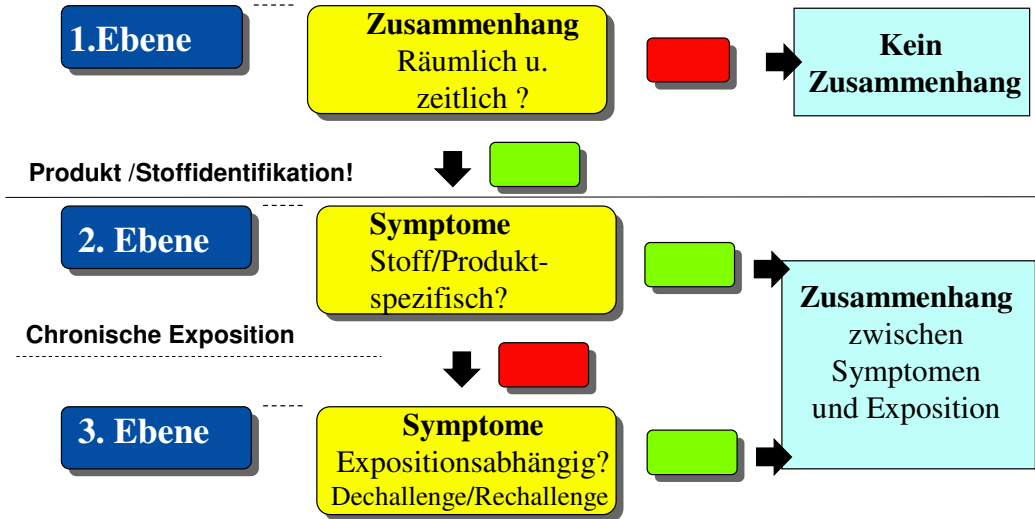 1.Ebene
Zusammenhang
Räumlich u.
zeitlich ?
Kein
Zusammenhang
Produkt /Stoffidentifikation!
2. Ebene
Symptome
Stoff/Produkt-
spezifisch?
Zusammenhang
zwischen
Symptomen
und Exposition
Chronische Exposition
3. Ebene
Symptome
Expositionsabhängig?
Dechallenge/Rechallenge